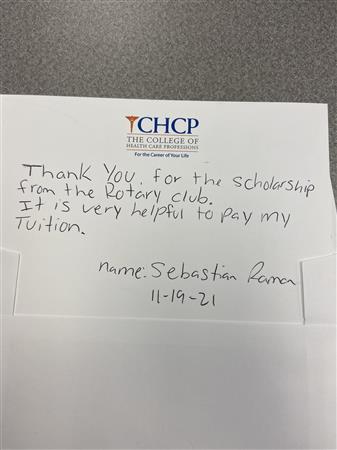 CHCP
THE COLLEGE OF
HEALTH CARE PROFESSIONS
For the Career of Your Life
Thank You, for the scholarship
from the Rotary club.
It is very helpful to pay my
Tuition.
name: Sebastian Ramon
11-19-21